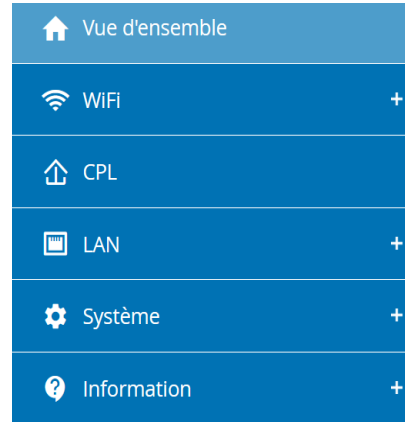 Vue d'ensemble
WiFi +
CPL
LAN +
Système +
Information +